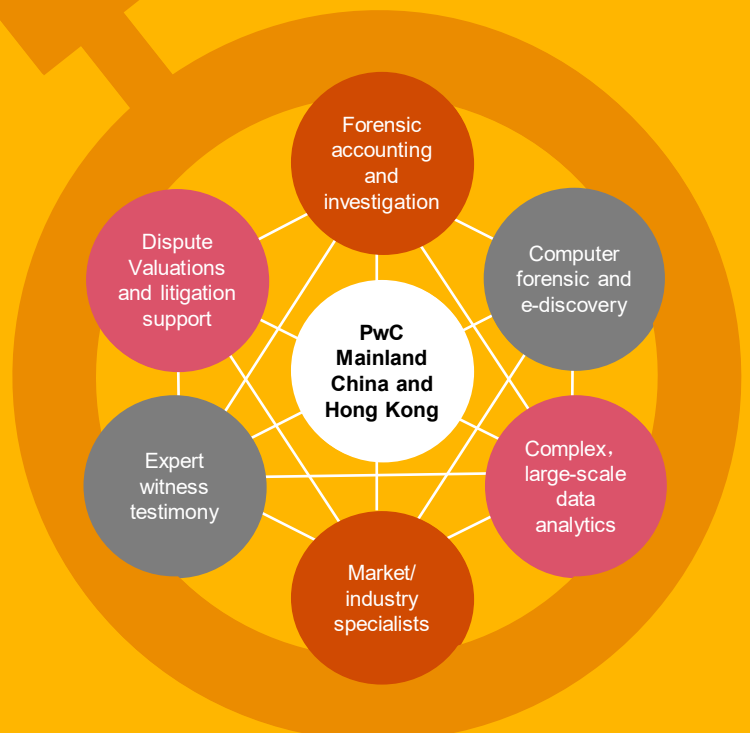 Forensic
accounting
and
investigation
Dispute
Valuations
and litigation
support
Computer
forensic and
e-discovery
PwC
Mainland
China and
Hong Kong
Expert
witness
testimony
Complex，
large-scale
data
analytics
Market/
industry
specialists